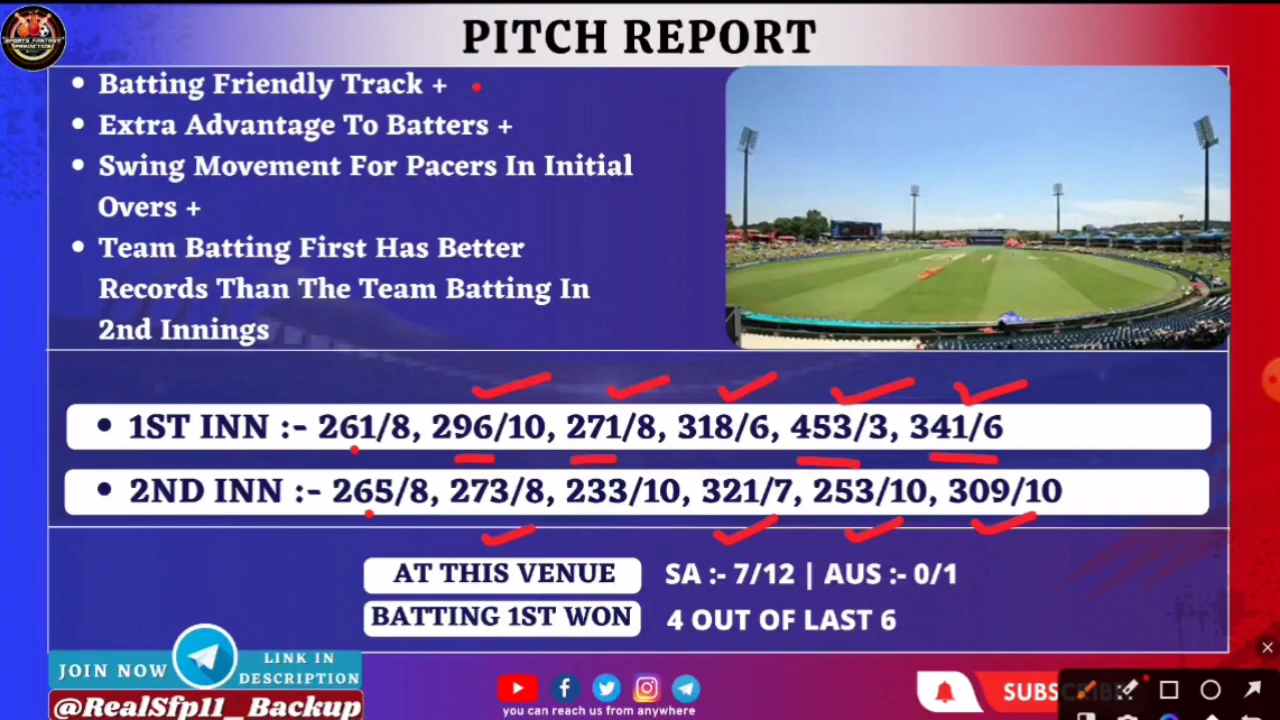 PITCH REPORT
SPORTS FANTASY
PREDICTION
• Batting Friendly Track +
• Extra Advantage To Batters +
• Swing Movement For Pacers In Initial
Overs +
• Team Batting First Has Better
Records Than The Team Batting In
2nd Innings
• 1ST INN :- 261/8, 296/10, 271/8, 318/6, 453/3, 341/6
• 2ND INN :- 265/8, 273/8, 233/10, 321/7, 253/10, 309/10
AT THIS VENUE SA :- 7/12 | AUS :- 0/1
BATTING 1ST WON 4 OUT OF LAST 6
JOIN NOW LINK IN
DESCRIPTION
@RealSfp11_Backup
you can reach us from anywhere
SUBSCRIBE